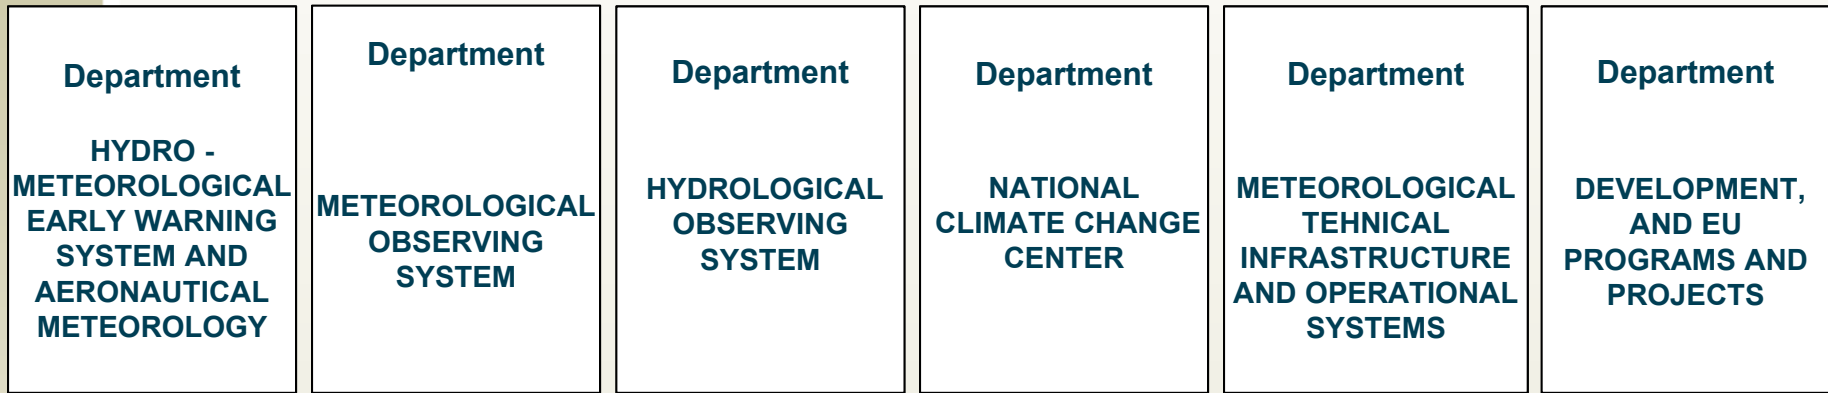 Department
HYDRO -
METEOROLOGICAL
EARLY WARNING
SYSTEM AND
AERONAUTICAL
METEOROLOGY
Department
METEOROLOGICAL
OBSERVING
SYSTEM
Department
HYDROLOGICAL
OBSERVING
SYSTEM
Department
NATIONAL
CLIMATE CHANGE
CENTER
Department
METEOROLOGICAL
TEHNICAL
INFRASTRUCTURE
AND OPERATIONAL
SYSTEMS
Department
DEVELOPMENT,
AND EU
PROGRAMS AND
PROJECTS